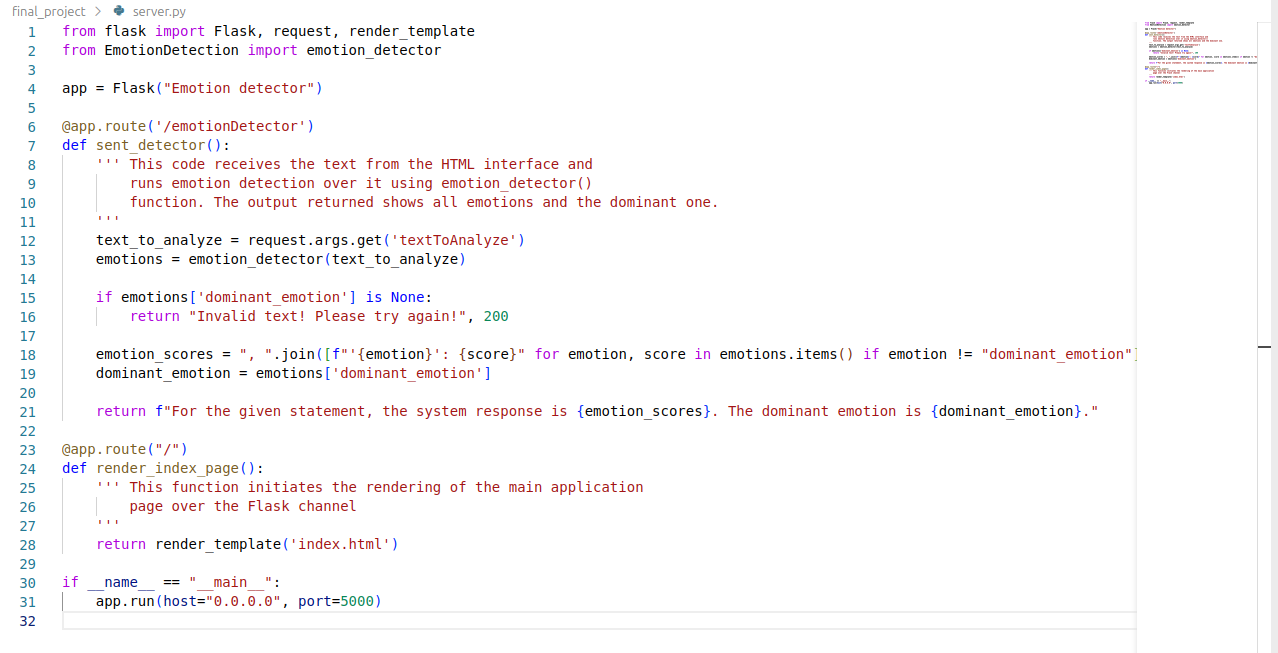 final_project > server.py
1 from flask import Flask, request, render_template
2 from EmotionDetection import emotion_detector
3
4 app = Flask("Emotion detector")
5
6 @app.route('/emotionDetector')
7 def sent_detector():
8     ''' This code receives the text from the HTML interface and
9         runs emotion detection over it using emotion_detector()
10         function. The output returned shows all emotions and the dominant one.
11     '''
12     text_to_analyze = request.args.get('textToAnalyze')
13     emotions = emotion_detector(text_to_analyze)
14
15     if emotions['dominant_emotion'] is None:
16         return "Invalid text! Please try again!", 200
17
18     emotion_scores = ", ".join([f"'{emotion}': {score}" for emotion, score in emotions.items() if emotion != "dominant_emotion"]
19     dominant_emotion = emotions['dominant_emotion']
20
21     return f"For the given statement, the system response is {emotion_scores}. The dominant emotion is {dominant_emotion}."
22
23 @app.route("/")
24 def render_index_page():
25     ''' This function initiates the rendering of the main application
26         page over the Flask channel
27     '''
28     return render_template('index.html')
29
30 if __name__ == "__main__":
31     app.run(host="0.0.0.0", port=5000)
32